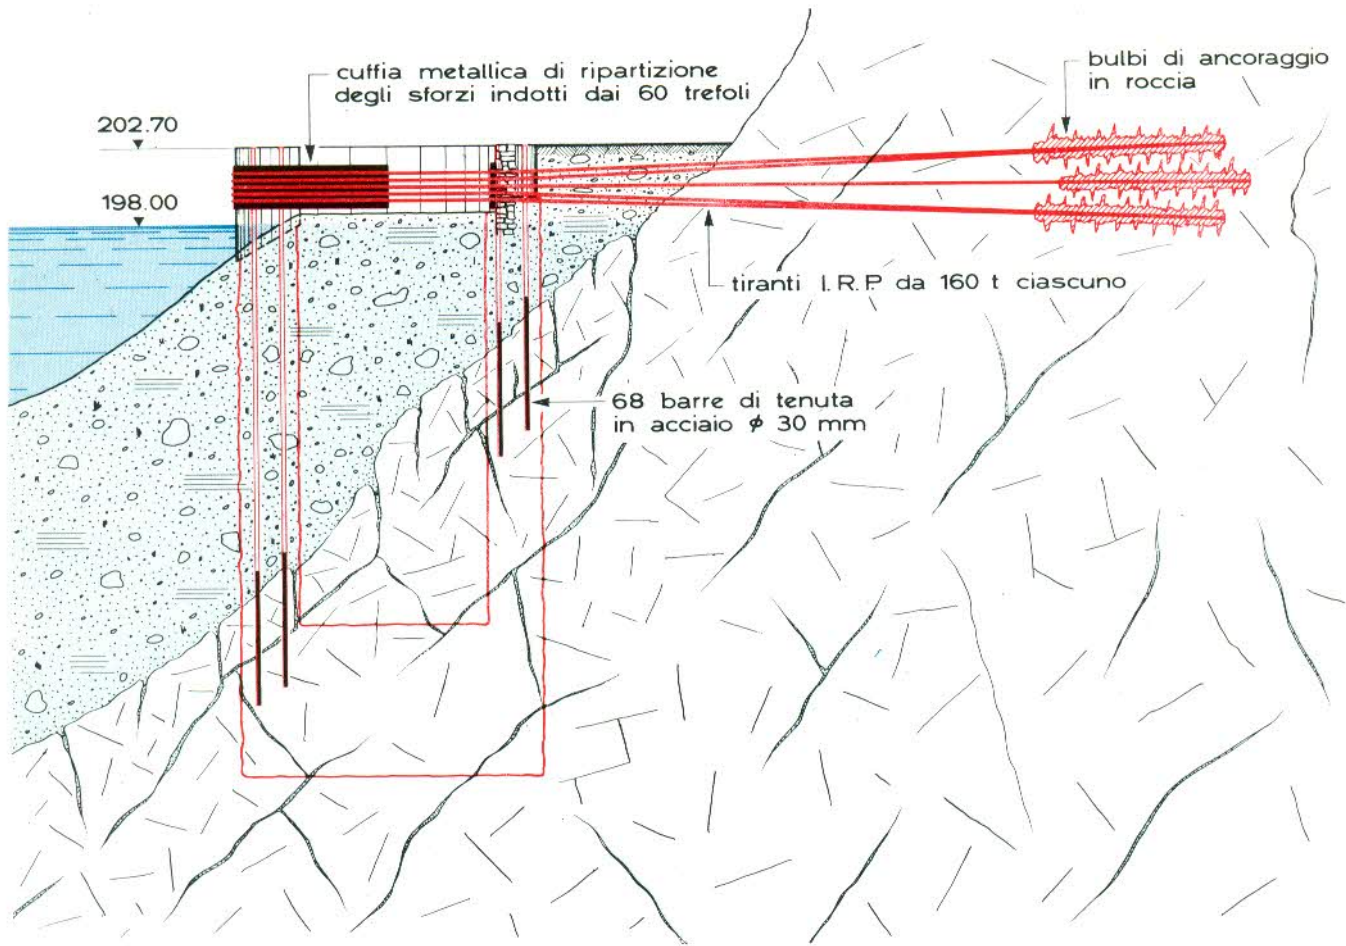 cuffia metallica di ripartizione
degli sforzi indotti dai 60 trefoli
bulbi di ancoraggio
in roccia
202.70
198.00
tiranti I.R.P da 160 t ciascuno
68 barre di tenuta
in acciaio ϕ 30 mm